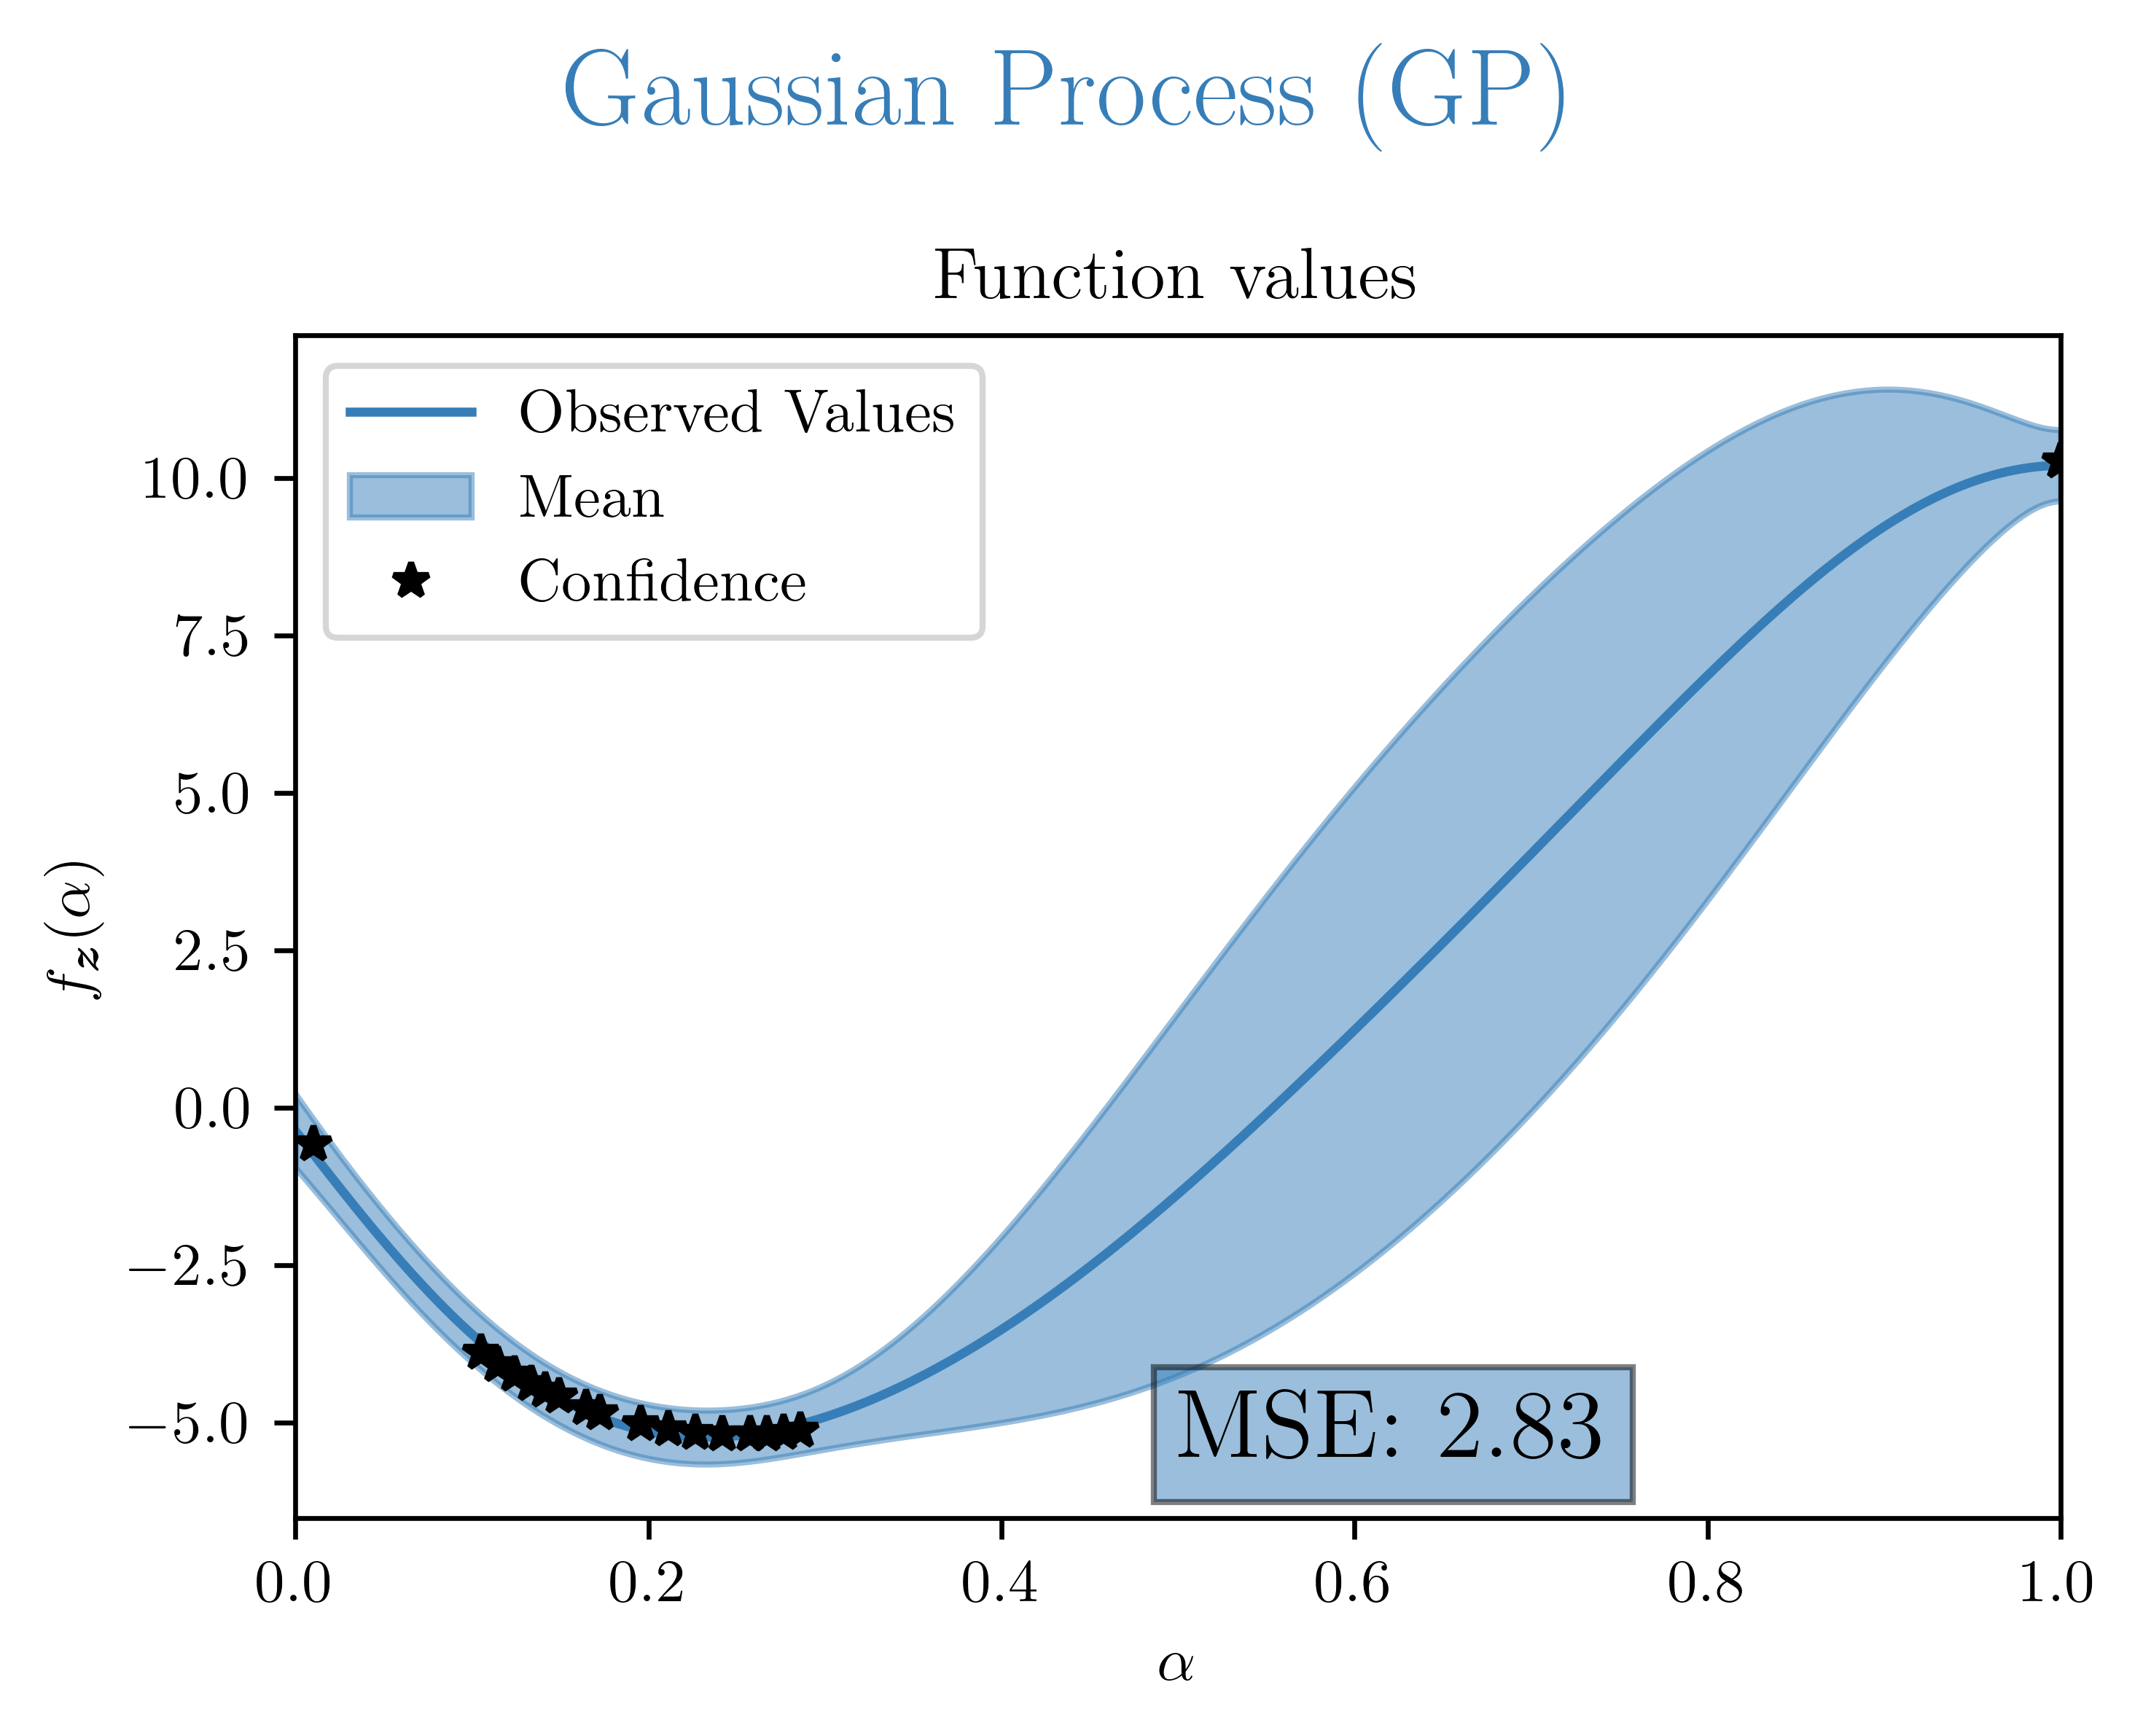 Gaussian Process (GP)
Function values
Observed Values
Mean
Confidence
10.0
7.5
5.0
2.5
0.0
−2.5
−5.0
f_z(α)
MSE: 2.83
0.0 0.2 0.4 0.6 0.8 1.0
α